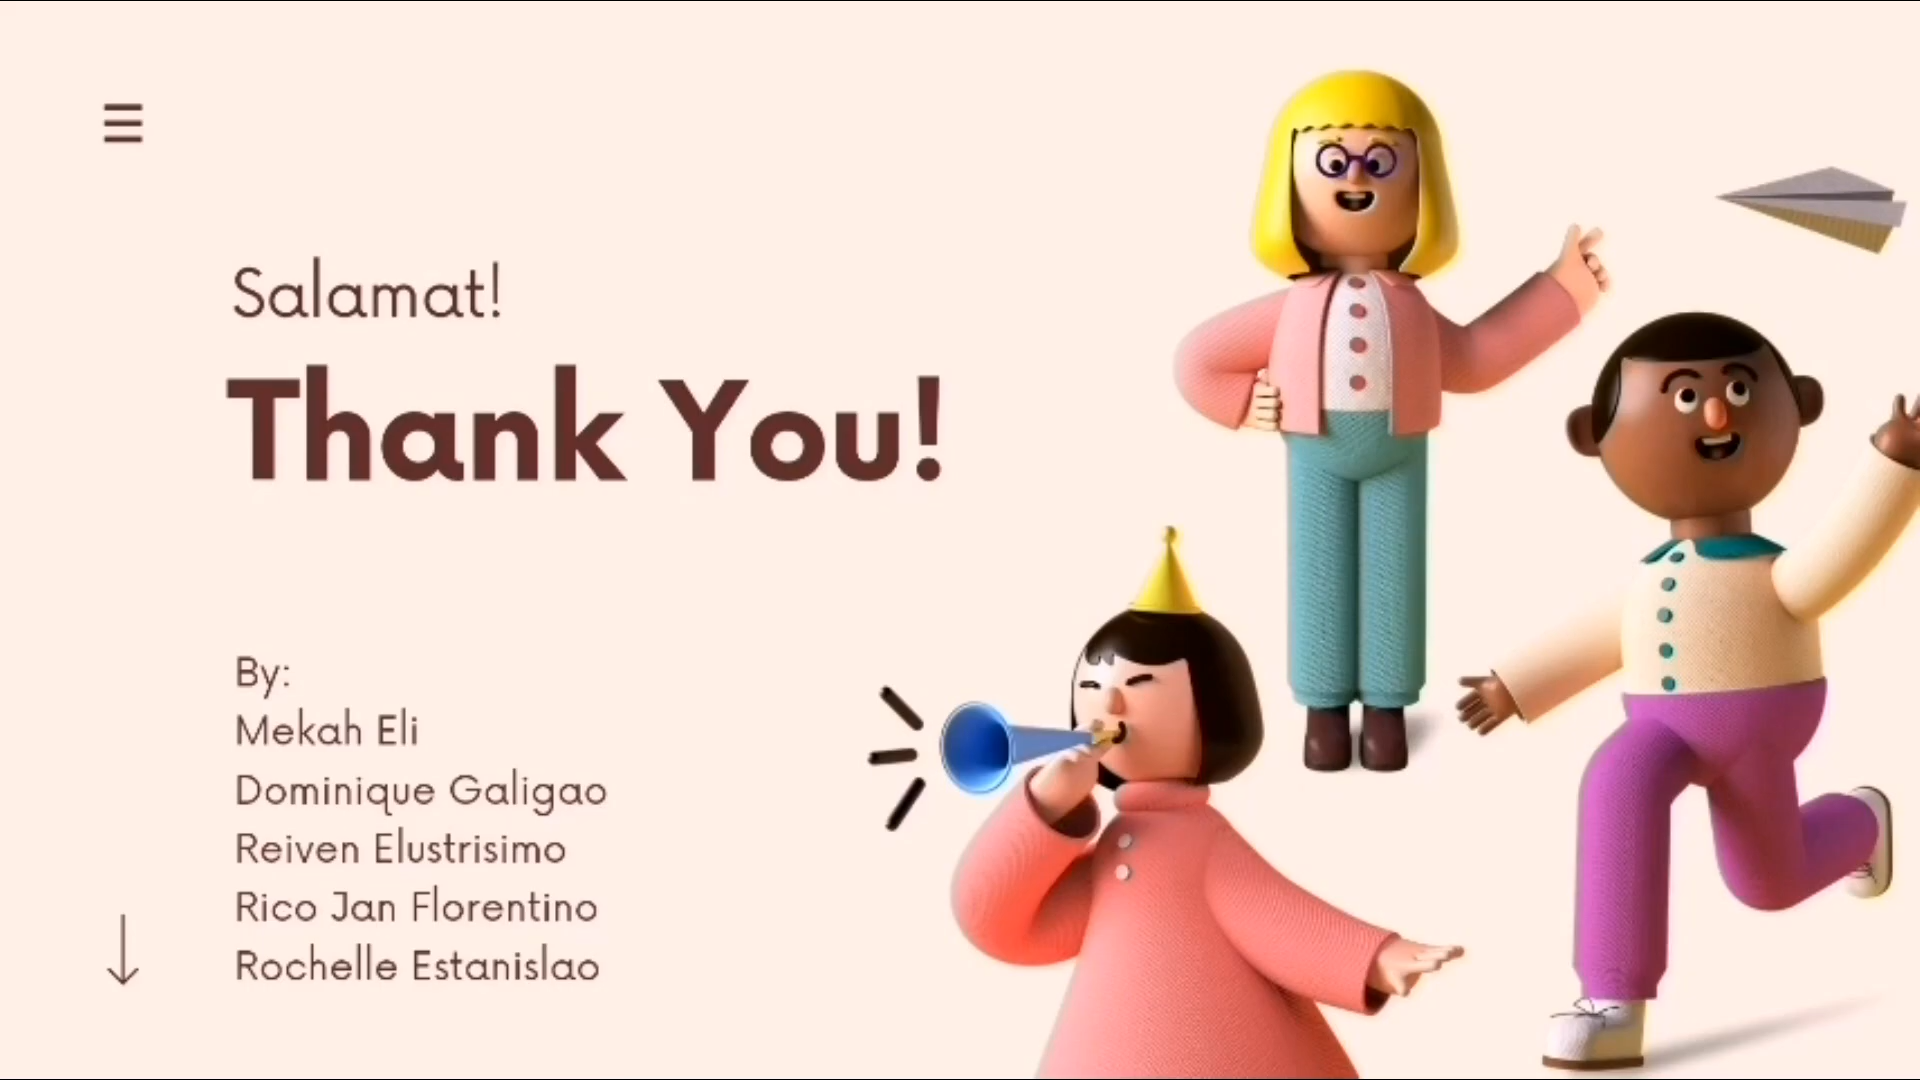 Salamat!
Thank You!
By:
Mekah Eli
Dominique Galigao
Reiven Elustrisimo
Rico Jan Florentino
Rochelle Estanislao